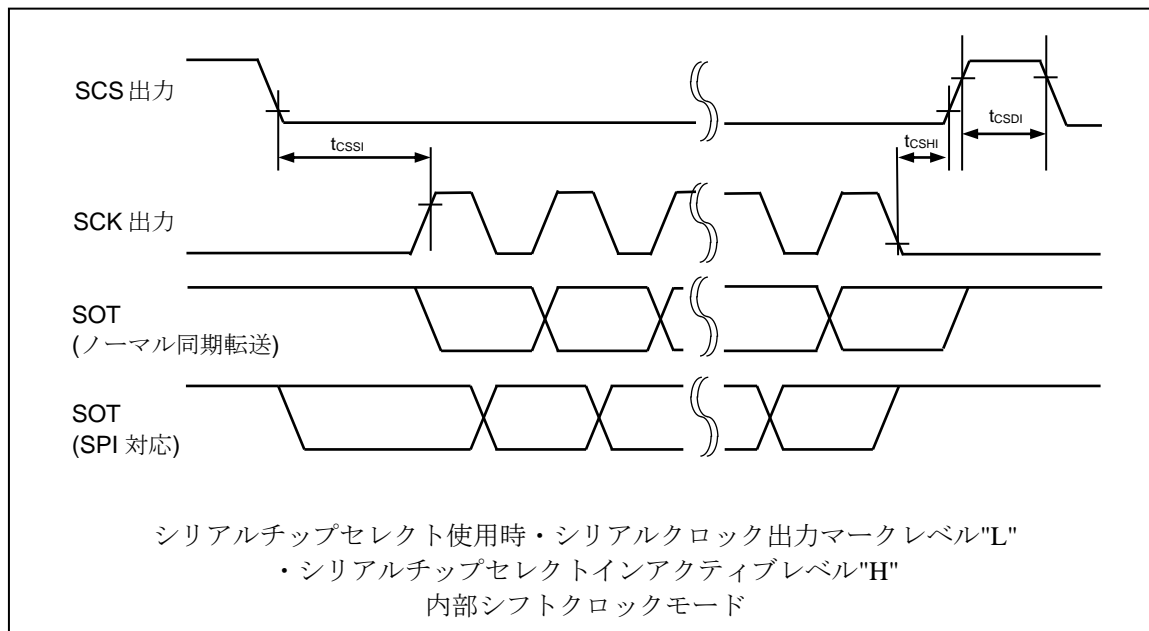 SCS 出力
tCSSI
tCSHI
tCSDI
SCK 出力
SOT
(ノーマル同期転送)
SOT
(SPI 対応)
シリアルチップセレクト使用時・シリアルクロック出力マークレベル"L"
・シリアルチップセレクトインアクティブレベル"H"
内部シフトクロックモード